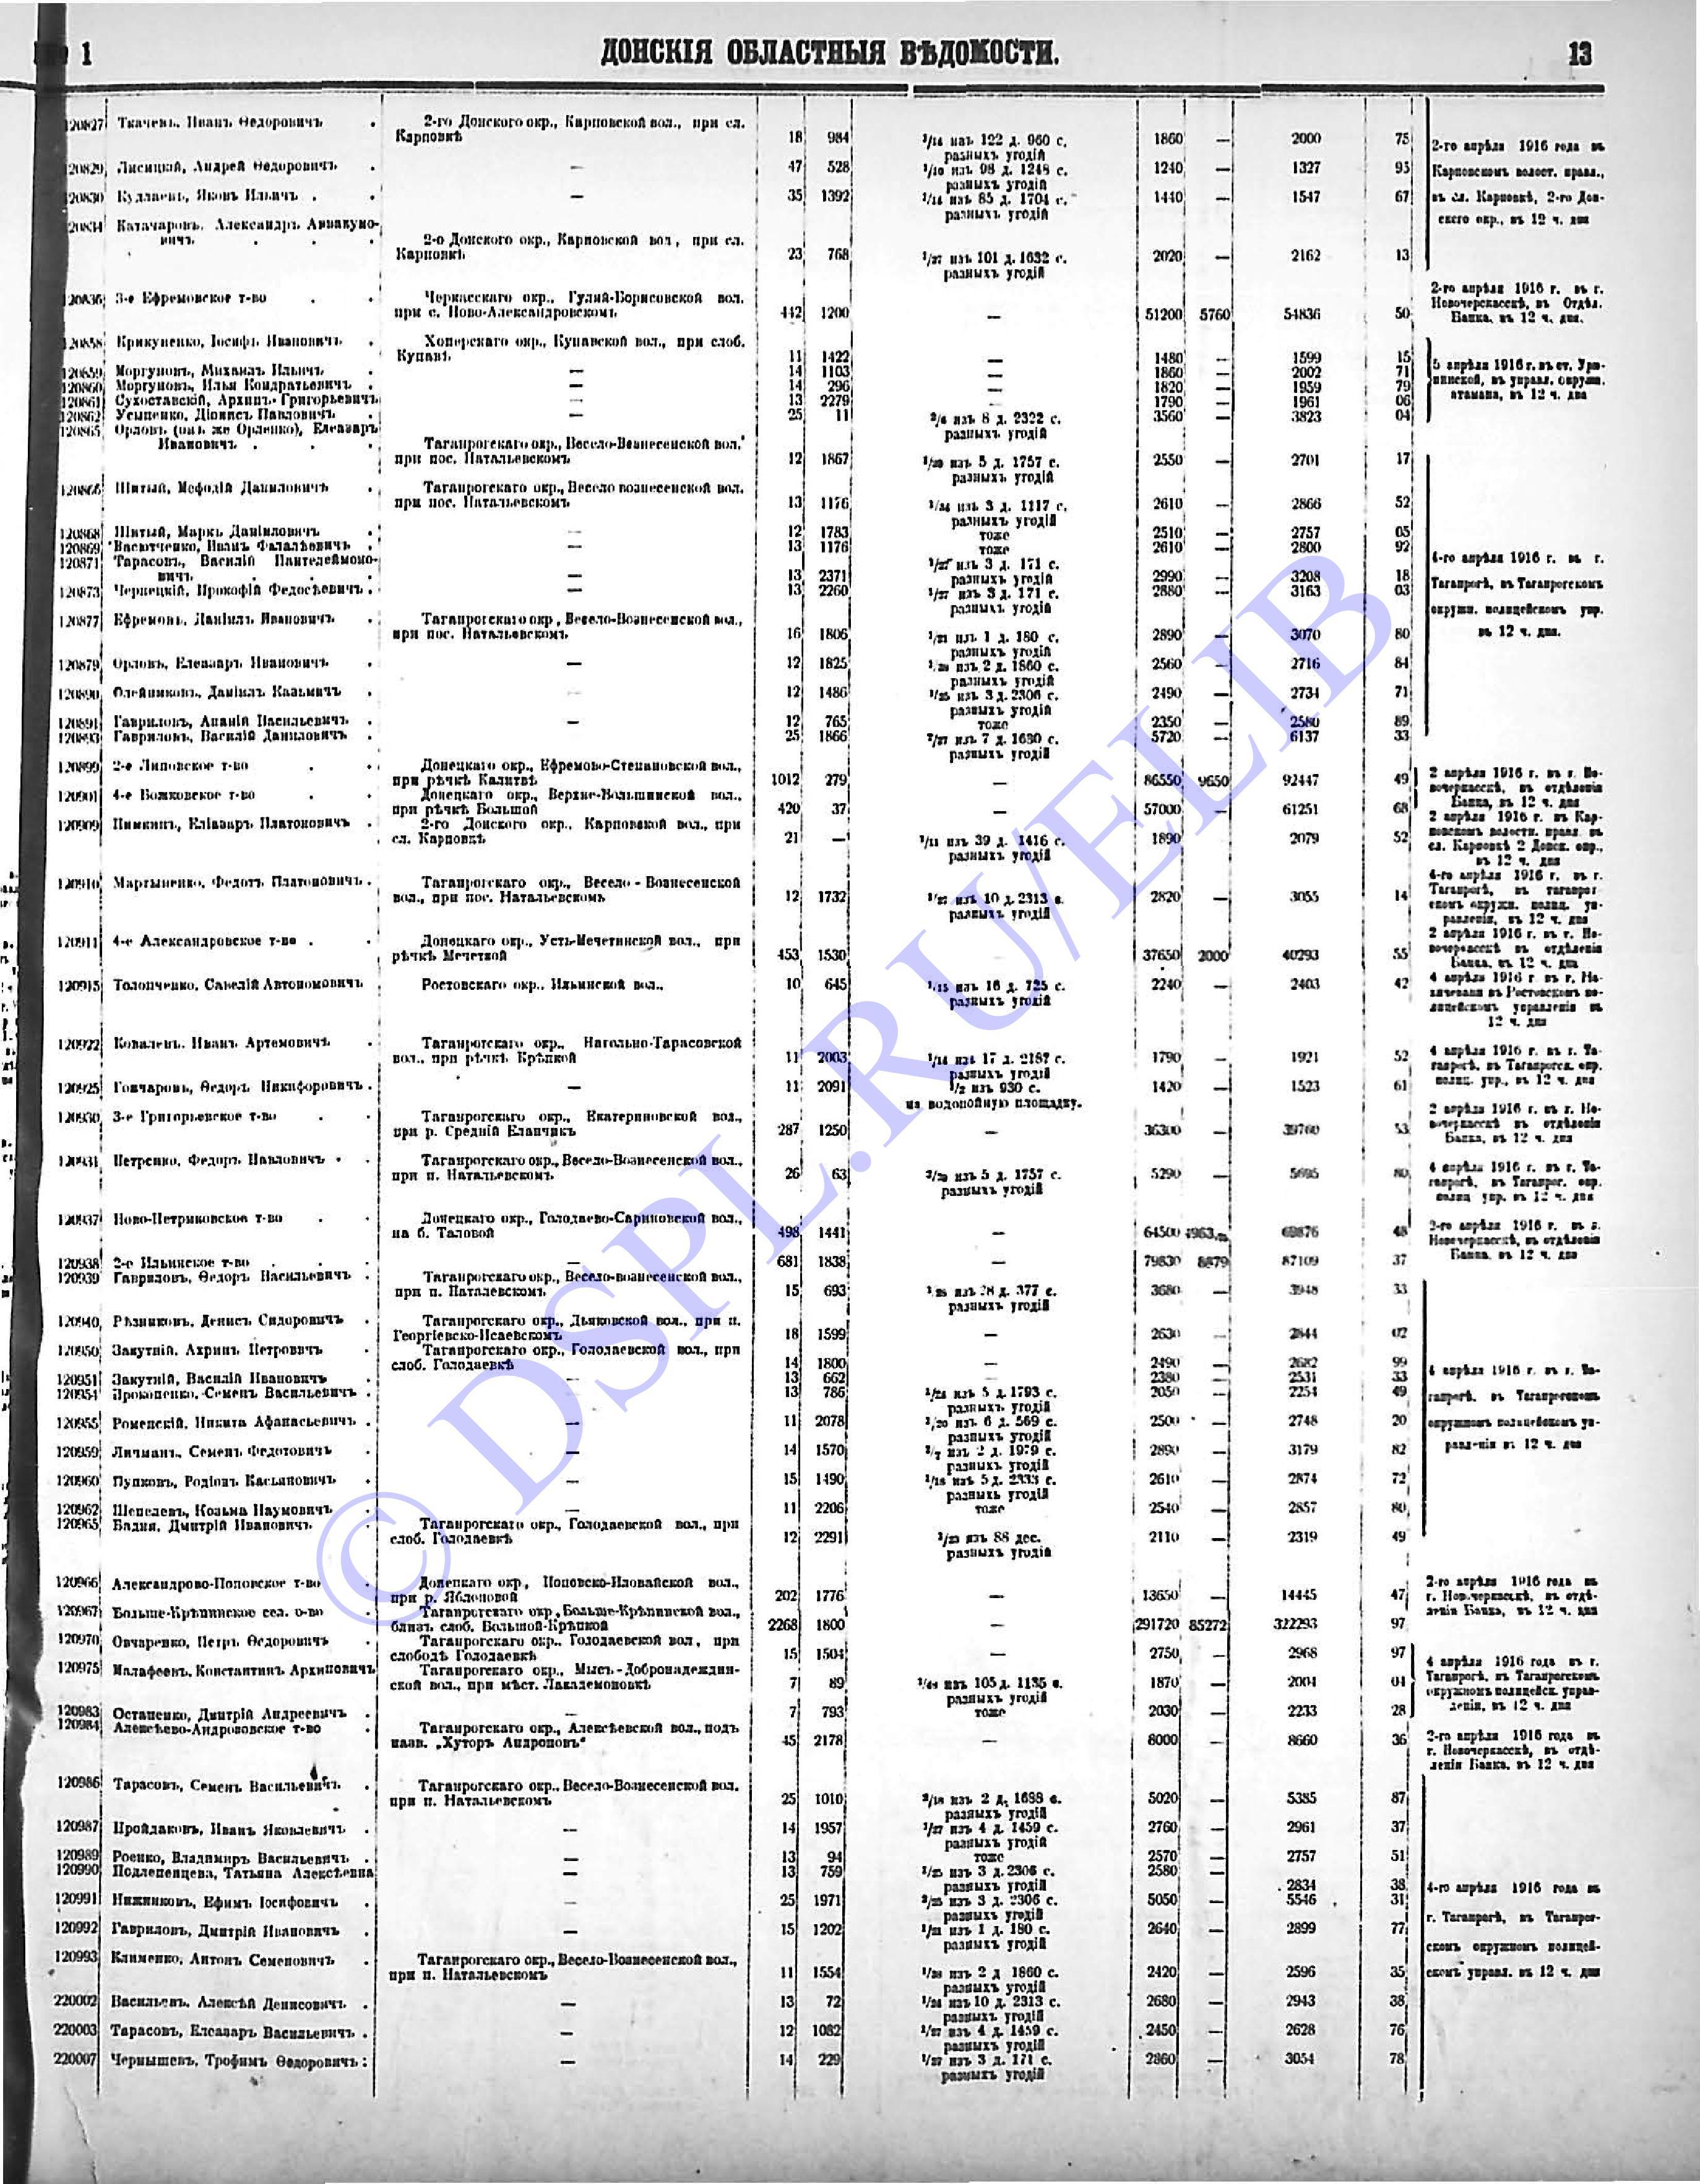 № 1 ДОНСКІЯ ОБЛАСТНЫЯ ВѢДОМОСТИ. 13
120827 Ткачевъ, Иванъ Ѳедоровичъ . 2-го Донского окр., Карповской вол., при сл. Карповкѣ 18 984 1/14 изъ 122 д. 960 с. разныхъ угодій 1860 — 2000 75
120829 Лисицкій, Андрей Ѳедоровичъ . — 47 528 1/10 изъ 98 д. 1248 с. разныхъ угодій 1240 — 1327 95
120830 Яковъ Ильичъ . . — 35 1392 1/14 изъ 85 д. 1704 с. разныхъ угодій 1440 — 1547 67
2-го апрѣля 1916 года въ Карповскомъ волост. правл., въ сл. Карповкѣ, 2-го Донского окр., въ 12 ч. дня
120834 Катачаровъ, Александръ Аввакумовичъ . . . 2-о Донского окр., Карповской вол., при сл. Карповкѣ 23 768 1/27 изъ 101 д. 1632 с. разныхъ угодій 2020 — 2162 13
120836 3-е Ефремовское т-во . . Черкасскаго окр., Гулий-Борисовской вол. при с. Ново-Александровскомъ 442 1200 — 51200 5760 54836 50
2-го апрѣля 1916 г. въ г. Новочеркасскѣ, въ Отдѣл. Банка, въ 12 ч. дня.
120858 Крикуненко, Іосифъ Ивановичъ . Хоперскаго окр., Купавской вол., при слоб. Купавѣ 11 1422 — 1480 — 1599 15
120859 Моргуновъ, Михаилъ Ильичъ . — 14 1103 — 1860 — 2002 71
120860 Моргуновъ, Илья Кондратьевичъ . — 14 296 — 1820 — 1959 79
120861 Сухоставскій, Архипъ Григорьевичъ — 13 2279 — 1790 — 1961 06
120862 Усыпенко, Діонисъ Павловичъ . — 25 11 2/6 изъ 8 д. 2322 с. разныхъ угодій 3560 — 3823 04
5 апрѣля 1916 г. въ ст. Урюпинской, въ управл. окружн. атамана, въ 12 ч. дня
120865 Орловъ (онъ же Орленко), Елеазаръ Ивановичъ . . . Таганрогскаго окр., Весело-Вознесенской вол. при пос. Натальевскомъ 12 1867 1/29 изъ 5 д. 1757 с. разныхъ угодій 2550 — 2701 17
120866 Шитый, Мефодій Даниловичъ . Таганрогскаго окр., Весело вознесенской вол. при пос. Натальевскомъ 13 1176 1/24 изъ 3 д. 1117 с. разныхъ угодій 2610 — 2866 52
120868 Шитый, Маркъ Даніиловичъ . — 12 1783 тоже 2510 — 2757 05
120869 Васютченко, Иванъ Фалалѣевичъ . — 13 1176 тоже 2610 — 2800 92
120871 Тарасовъ, Василій Пантелеймоновичъ . . . — 13 2371 1/27 изъ 3 д. 171 с. разныхъ угодій 2990 — 3208 18
120873 Чернецкій, Прокофій Федосѣевичъ . — 13 2260 1/27 изъ 3 д. 171 с. разныхъ угодій 2880 — 3163 03
4-го апрѣля 1916 г. въ г. Таганрогѣ, въ Таганрогскомъ окружн. полицейскомъ упр. въ 12 ч. дня.
120877 Ефремовъ, Даніилъ Ивановичъ . Таганрогскаго окр., Весело-Вознесенской вол., при пос. Натальевскомъ 16 1806 1/21 изъ 1 д. 180 с. разныхъ угодій 2890 — 3070 80
120879 Орловъ, Елеазаръ Ивановичъ . — 12 1825 изъ 2 д. 1860 с. разныхъ угодій 2560 — 2716 84
120890 Олейниковъ, Даніилъ Казьмичъ . — 12 1486 1/25 изъ 3 д. 2306 с. разныхъ угодій 2490 — 2734 71
120891 Гавриловъ, Ананій Васильевичъ . — 12 765 тоже 2350 — 2580 89
120893 Гавриловъ, Василій Даниловичъ . 25 1866 2/27 изъ 7 д. 1630 с. разныхъ угодій 5720 — 6137 33
120899 2-е Липовское т-во . . Донецкаго окр., Ефремово-Степановской вол., при рѣчкѣ Калитвѣ 1012 279 — 86550 9650 92447 49
120901 4-е Вожковское т-во . . Донецкаго окр., Верхне-Большинской вол., при рѣчкѣ Большой 420 37 — 57000 — 61251 68
2 апрѣля 1916 г. въ г. Новочеркасскѣ, въ отдѣленіи Банка, въ 12 ч. дня
120909 Пимкинъ, Еліазаръ Платоновичъ . 2-го Донского окр., Карповской вол., при сл. Карповкѣ 21 — 1/11 изъ 39 д. 1416 с. разныхъ угодій 1890 2079 52
2 апрѣля 1916 г. въ Карповскомъ волостн. правл. въ сл. Карповкѣ 2 Донск. окр., въ 12 ч. дня
120910 Мартыненко, Федотъ Платоновичъ . Таганрогскаго окр., Весело-Вознесенской вол., при пос. Натальевскомъ 12 1732 1/27 изъ 10 д. 2313 с. разныхъ угодій 2820 — 3055 14
4-го апрѣля 1916 г. въ г. Таганрогѣ, въ таганрогскомъ окружн. полиц. управленіи, въ 12 ч. дня
120911 4-е Александровское т-во . . Донецкаго окр., Усть-Мечетинской вол., при рѣчкѣ Мечетной 453 1530 37650 2000 40293 55
2 апрѣля 1916 г. въ г. Новочеркасскѣ въ отдѣленіи Банка, въ 12 ч. дня
120915 Толопченко, Савелій Автономовичъ Ростовскаго окр., Ильинской вол., 10 645 1/15 изъ 16 д. 725 с. разныхъ угодій 2240 — 2403 42
4 апрѣля 1916 г въ г. Нахичевани въ Ростовскомъ полицейскомъ управленіи въ 12 ч. дня
120922 Коваленъ, Иванъ Артемовичъ . Таганрогскаго окр., Нагольно-Тарасовской вол., при рѣчкѣ Крѣпкой 11 2003 1/14 изъ 17 д. 2187 с. разныхъ угодій 1790 — 1921 52
120925 Гончаровъ, Ѳедоръ Никифоровичъ . — 11 2091 1/2 изъ 930 с. на водопойную площадку. 1420 — 1523 61
4 апрѣля 1916 г. въ г. Таганрогѣ, въ Таганрогск. окр. полиц. упр., въ 12 ч. дня
120930 3-е Григорьевское т-во . . Таганрогскаго окр., Екатериновской вол., при р. Средній Еланчикъ 287 1250 — 36300 — 39760 53
2 апрѣля 1916 г. въ г. Новочеркасскѣ въ отдѣленіи Банка, въ 12 ч. дня
120931 Петренко, Федоръ Павловичъ . . Таганрогскаго окр., Весело-Вознесенской вол., при п. Натальевскомъ 26 63 2/29 изъ 5 д. 1757 с. разныхъ угодій 5290 — 5695 80
4 апрѣля 1916 г. въ г. Таганрогѣ, въ Таганрог. окр. полиц. упр. въ 12 ч. дня
120937 Ново-Петриковское т-во . . Донецкаго окр., Голодаево-Сариновской вол., на б. Таловой 498 1441 — 64500 4963 69876 48
120938 2-е Ильинское т-во . . — 681 1838 — 79830 8879 87109 37
2-го апрѣля 1916 г. въ г. Новочеркасскѣ, въ отдѣленіи Банка, въ 12 ч. дня
120939 Гавриловъ, Ѳедоръ Васильевичъ . Таганрогскаго окр., Весело-вознесенской вол., при п. Наталевскомъ 15 693 изъ 28 д. 377 с. разныхъ угодій 3680 — 3948 33
120940 Рѣзниковъ, Денисъ Сидоровичъ . Таганрогскаго окр., Дьяковской вол., при п. Георгіевско-Исаевскомъ 18 1599 — 2630 — 2844 02
120950 Закутній, Ахрипъ Петровичъ . Таганрогскаго окр., Голодаевской вол., при слоб. Голодаевкѣ 14 1800 — 2490 — 2682 99
120951 Закутній, Василій Ивановичъ . — 13 662 — 2380 — 2531 33
120954 Прокопенко, Семенъ Васильевичъ . — 13 786 1/24 изъ 5 д. 1793 с. разныхъ угодій 2050 — 2254 49
120955 Роменскій, Никита Афанасьевичъ . — 11 2078 1/20 изъ 6 д. 569 с. разныхъ угодій 2500 — 2748 20
120959 Личманъ, Семенъ Федотовичъ . — 14 1570 изъ 2 д. 1979 с. разныхъ угодій 2890 — 3179 82
120960 Пупковъ, Родіонъ Касьяновичъ . — 15 1490 1/18 изъ 5 д. 2333 с. разныхъ угодій 2610 — 2874 72
120962 Шепелевъ, Козьма Наумовичъ . — 11 2206 тоже 2540 — 2857 80
120965 Бадия, Дмитрій Ивановичъ . Таганрогскаго окр., Голодаевской вол., при слоб. Голодаевкѣ 12 2291 1/23 изъ 88 дес. разныхъ угодій 2110 — 2319 49
4 апрѣля 1916 г. въ г. Таганрогѣ, въ Таганрогскомъ окружномъ полицейскомъ управленіи въ 12 ч. дня
120966 Александрово-Поповское т-во . Донецкаго окр., Поповско-Иловайской вол., при р. Яблоновой 202 1776 — 13650 — 14445 47
120967 Больше-Крѣпинское сел. о-во . Таганрогскаго окр., Больше-Крѣпинской вол., близъ слоб. Большой-Крѣпкой 2268 1800 — 291720 85272 322293 97
2-го апрѣля 1916 года въ г. Новочеркасскѣ, въ отдѣленіи Банка, въ 12 ч. дня
120970 Овчаренко, Петръ Ѳедоровичъ . Таганрогскаго окр., Голодаевской вол., при слободѣ Голодаевкѣ 15 1504 — 2750 — 2968 97
120975 Малафеевъ, Константинъ Архиповичъ Таганрогскаго окр., Мысъ-Добронадеждинской вол., при мѣст. Лакадемоновкѣ 7 89 изъ 105 д. 1135 с. разныхъ угодій 1870 — 2004 04
120983 Остапенко, Дмитрій Андреевичъ . — 7 793 тоже 2030 — 2233 28
4 апрѣля 1916 года въ г. Таганрогѣ, въ Таганрогскомъ окружномъ полицейск. управленіи, въ 12 ч. дня
120984 Алексѣево-Андроновское т-во . Таганрогскаго окр., Алексѣевской вол., подъ назв. „Хуторъ Андроновъ" 45 2178 — 8000 — 8660 36
2-го апрѣля 1916 года въ г. Новочеркасскѣ, въ отдѣленіи Банка, въ 12 ч. дня
120986 Тарасовъ, Семенъ Васильевичъ . Таганрогскаго окр., Весело-Вознесенской вол. при п. Натальевскомъ 25 1010 2/18 изъ 2 д. 1698 с. разныхъ угодій 5020 — 5385 87
120987 Пройдаковъ, Иванъ Яковлевичъ . — 14 1957 1/27 изъ 4 д. 1459 с. разныхъ угодій 2760 — 2961 37
120989 Роенко, Владимиръ Васильевичъ . — 13 94 тоже 2570 — 2757 51
120990 Подлепенцева, Татьяна Алексѣевна — 13 759 1/25 изъ 3 д. 2306 с. разныхъ угодій 2580 — 2834 38
120991 Нижниковъ, Ефимъ Іосифовичъ . — 25 1971 2/25 изъ 3 д. 2306 с. разныхъ угодій 5050 — 5546 31
120992 Гавриловъ, Дмитрій Ивановичъ . — 15 1202 1/21 изъ 1 д. 180 с. разныхъ угодій 2640 — 2899 77
120993 Клименко, Антонъ Семеновичъ . Таганрогскаго окр., Весело-Вознесенской вол., при п. Натальевскомъ 11 1554 1/28 изъ 2 д 1860 с. разныхъ угодій 2420 — 2596 35
220002 Васильевъ, Алексѣй Денисовичъ . — 13 72 1/24 изъ 10 д. 2313 с. разныхъ угодій 2680 — 2943 38
220003 Тарасовъ, Елеазаръ Васильевичъ . — 12 1082 1/27 изъ 4 д. 1459 с. разныхъ угодій 2450 — 2628 76
220007 Чернышевъ, Трофимъ Ѳедоровичъ : — 14 229 1/27 изъ 3 д. 171 с. разныхъ угодій 2860 — 3054 78
4-го апрѣля 1916 года въ г. Таганрогѣ, въ Таганрогскомъ окружномъ полицейскомъ управл. въ 12 ч. дня
© DSPL.RU/ELIB